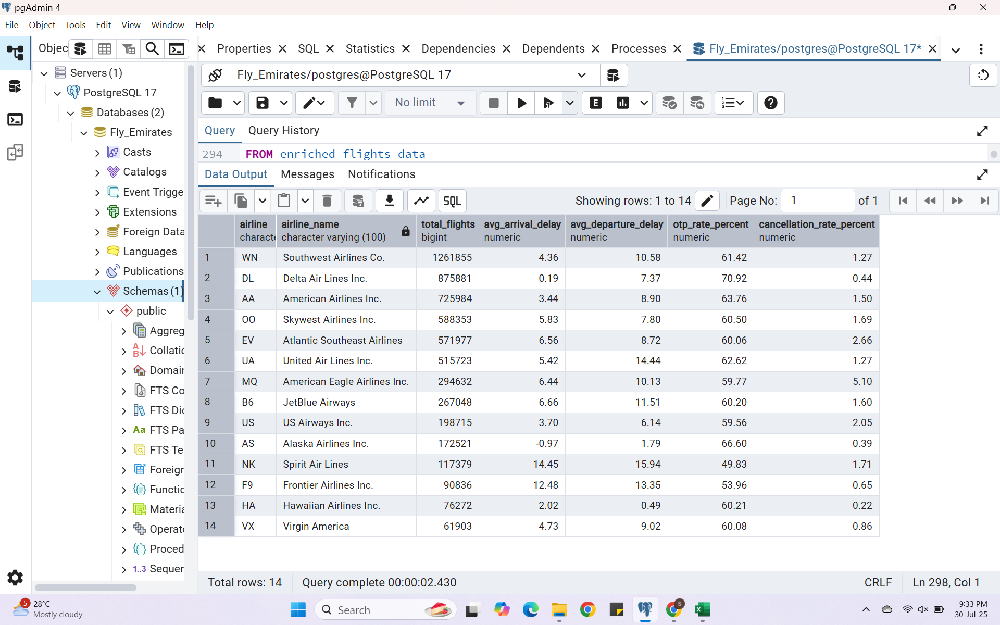 pgAdmin 4
File Object Tools Edit View Window Help
Objec
Properties SQL Statistics Dependencies Dependents Processes Fly_Emirates/postgres@PostgreSQL 17*
Servers (1)
PostgreSQL 17
Databases (2)
Fly_Emirates
Casts
Catalogs
Event Trigge
Extensions
Foreign Data
Languages
Publications
Schemas (1)
public
Aggreg
Collatic
Domair
FTS Co
FTS Dic
Aa FTS Pa
FTS Te
Foreigr
Functic
Materia
Operat
Proced
1..3 Sequer
Fly_Emirates/postgres@PostgreSQL 17
No limit
E
Query Query History
294 FROM enriched_flights_data
Data Output Messages Notifications
SQL Showing rows: 1 to 14 Page No: 1 of 1
airline airline_name total_flights avg_arrival_delay avg_departure_delay otp_rate_percent cancellation_rate_percent
characte character varying (100) bigint numeric numeric numeric numeric
1 WN Southwest Airlines Co. 1261855 4.36 10.58 61.42 1.27
2 DL Delta Air Lines Inc. 875881 0.19 7.37 70.92 0.44
3 AA American Airlines Inc. 725984 3.44 8.90 63.76 1.50
4 OO Skywest Airlines Inc. 588353 5.83 7.80 60.50 1.69
5 EV Atlantic Southeast Airlines 571977 6.56 8.72 60.06 2.66
6 UA United Air Lines Inc. 515723 5.42 14.44 62.62 1.27
7 MQ American Eagle Airlines Inc. 294632 6.44 10.13 59.77 5.10
8 B6 JetBlue Airways 267048 6.66 11.51 60.20 1.60
9 US US Airways Inc. 198715 3.70 6.14 59.56 2.05
10 AS Alaska Airlines Inc. 172521 -0.97 1.79 66.60 0.39
11 NK Spirit Air Lines 117379 14.45 15.94 49.83 1.71
12 F9 Frontier Airlines Inc. 90836 12.48 13.35 53.96 0.65
13 HA Hawaiian Airlines Inc. 76272 2.02 0.49 60.21 0.22
14 VX Virgin America 61903 4.73 9.02 60.08 0.86
Total rows: 14 Query complete 00:00:02.430 CRLF Ln 298, Col 1
5 28°C
Mostly cloudy
Search
S
9:33 PM
30-Jul-25